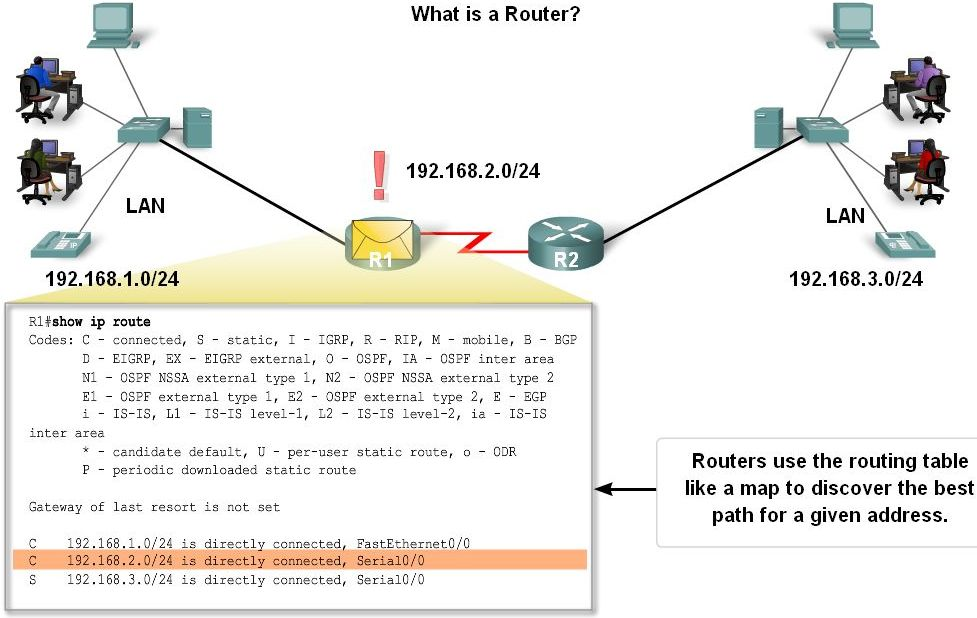 What is a Router?
192.168.2.0/24
LAN
LAN
R1
R2
IP
IP
192.168.1.0/24
192.168.3.0/24
R1#show ip route
Codes: C - connected, S - static, I - IGRP, R - RIP, M - mobile, B - BGP
D - EIGRP, EX - EIGRP external, O - OSPF, IA - OSPF inter area
N1 - OSPF NSSA external type 1, N2 - OSPF NSSA external type 2
E1 - OSPF external type 1, E2 - OSPF external type 2, E - EGP
i - IS-IS, L1 - IS-IS level-1, L2 - IS-IS level-2, ia - IS-IS
inter area
* - candidate default, U - per-user static route, o - ODR
P - periodic downloaded static route
Gateway of last resort is not set
C 192.168.1.0/24 is directly connected, FastEthernet0/0
C 192.168.2.0/24 is directly connected, Serial0/0
S 192.168.3.0/24 is directly connected, Serial0/0
Routers use the routing table
like a map to discover the best
path for a given address.